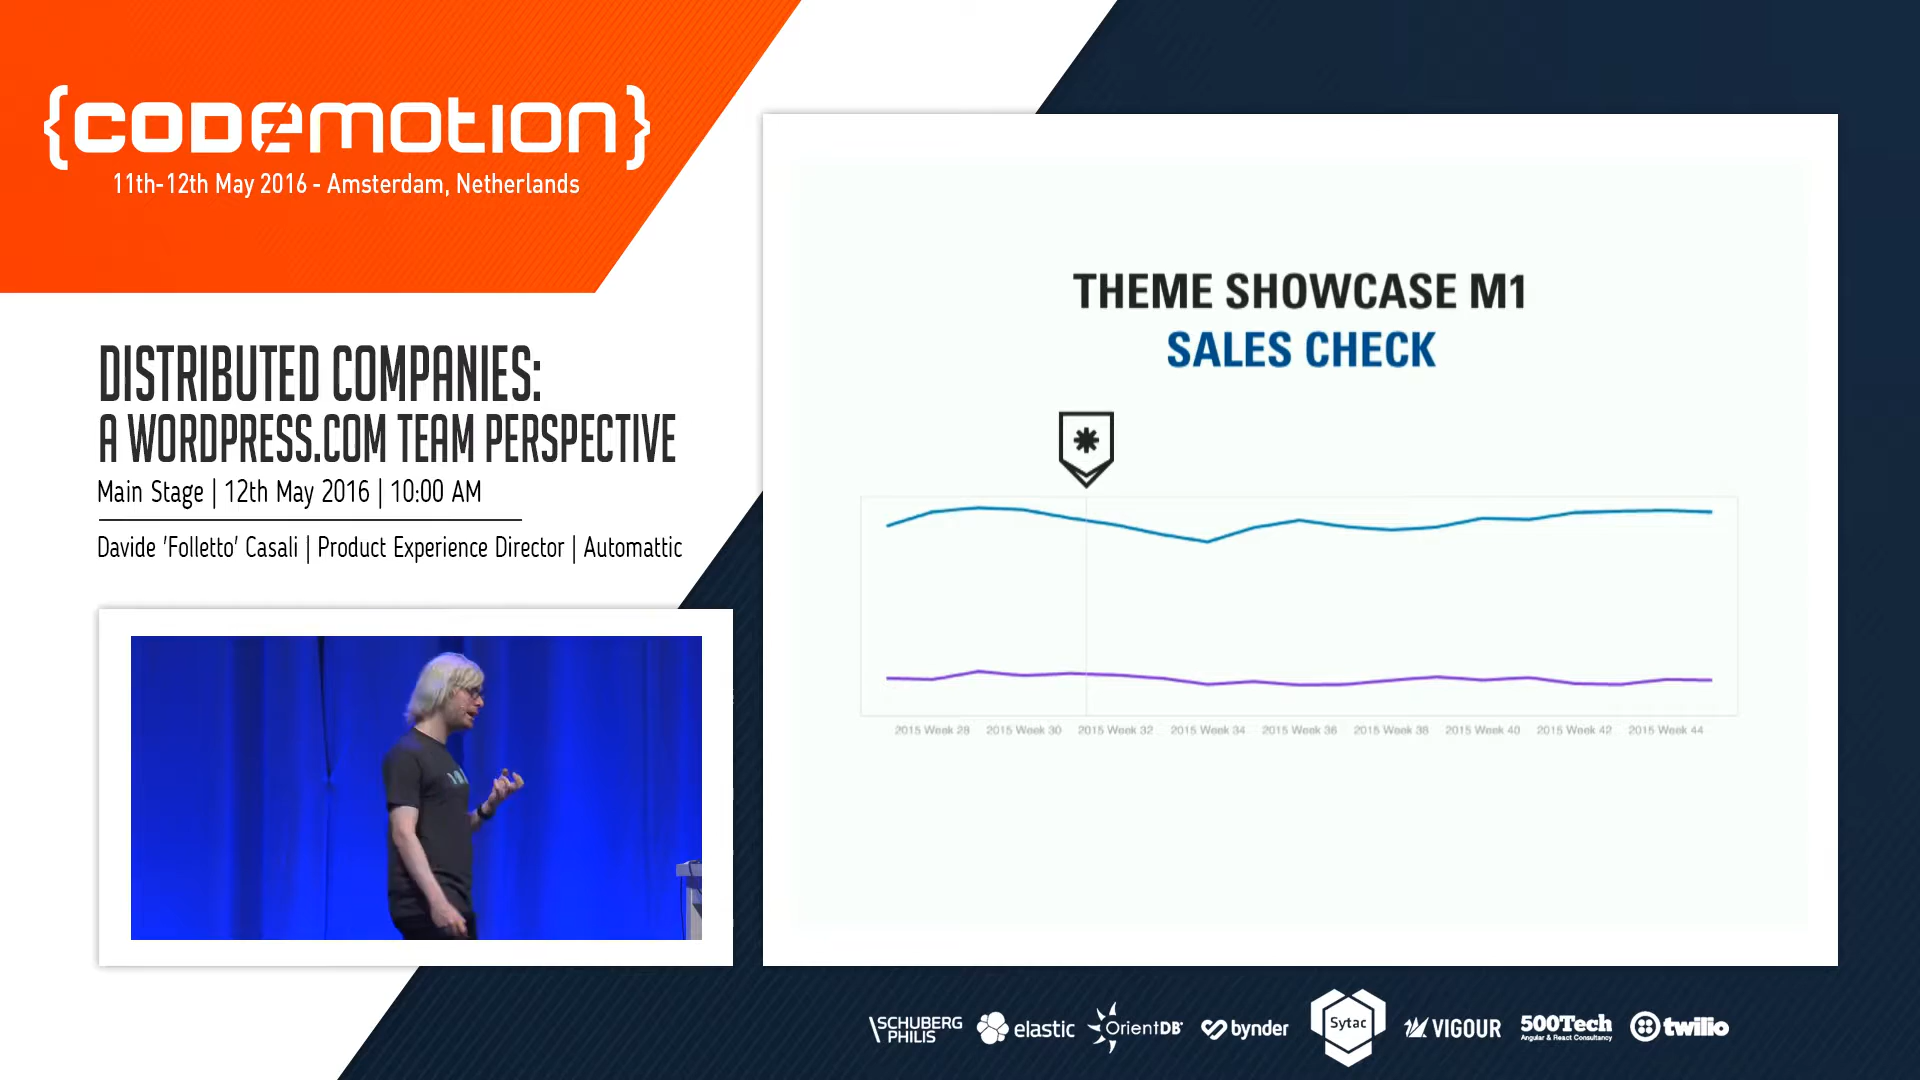 {CODEMOTION}
11th-12th May 2016 - Amsterdam, Netherlands
DISTRIBUTED COMPANIES:
A WORDPRESS.COM TEAM PERSPECTIVE
Main Stage | 12th May 2016 | 10:00 AM
Davide 'Folletto' Casali | Product Experience Director | Automattic
THEME SHOWCASE M1
SALES CHECK
2015 Week 28 2015 Week 30 2015 Week 32 2015 Week 34 2015 Week 36 2015 Week 38 2015 Week 40 2015 Week 42 2015 Week 44
SCHUBERG
PHILIS
elastic
OrientDB
bynder
Sytac
VIGOUR
500Tech
Angular & React Consultancy
twilio